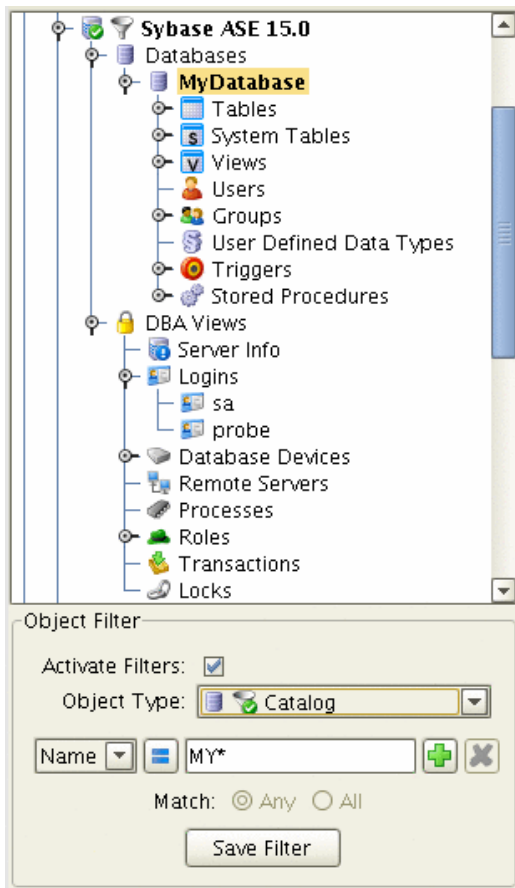 Sybase ASE 15.0
Databases
MyDatabase
Tables
S System Tables
V Views
Users
Groups
User Defined Data Types
Triggers
Stored Procedures
DBA Views
Server Info
Logins
sa
probe
Database Devices
Remote Servers
Processes
Roles
Transactions
Locks
Object Filter
Activate Filters:
Object Type: Catalog
Name MY*
Match: Any All
Save Filter